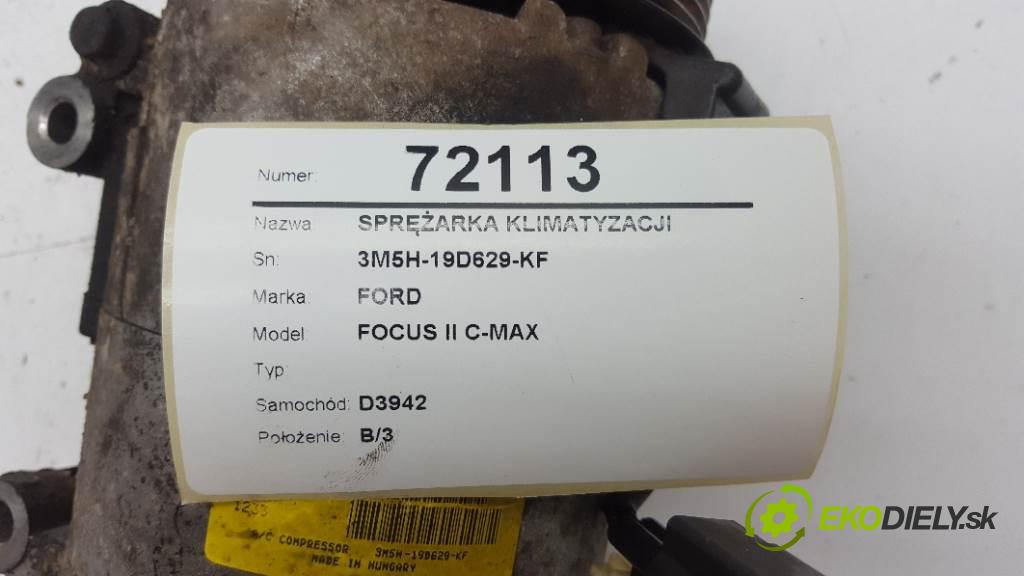 Numer: 72113
Nazwa SPRĘŻARKA KLIMATYZACJI
Sn: 3M5H-19D629-KF
Marka: FORD
Model FOCUS II C-MAX
Typ
Samochód: D3942
Położenie: B/3
A/C COMPRESSOR 3M5H-19D629-KF
MADE IN HUNGARY
EKODIELY.sk